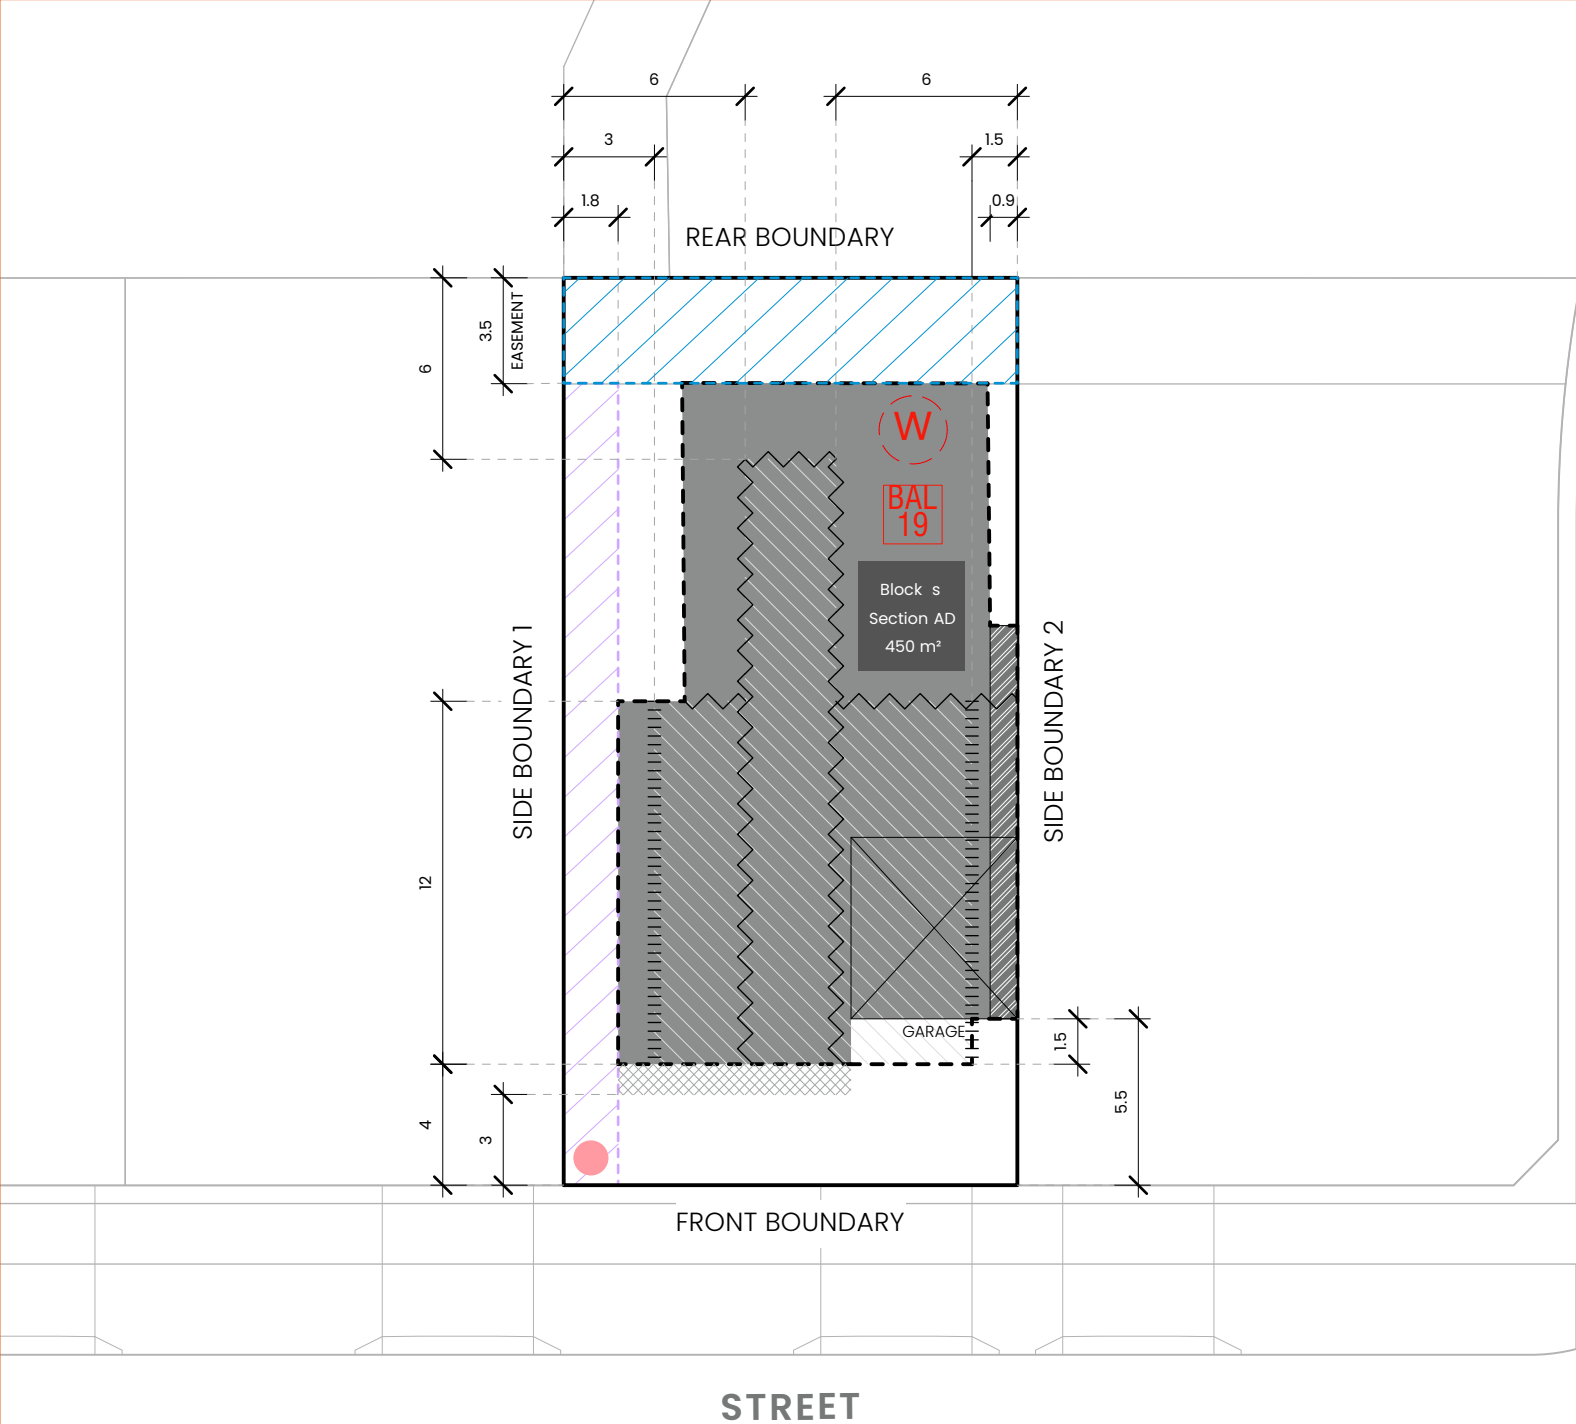 6
6
3
1.5
1.8
0.9
REAR BOUNDARY
6
3.5
EASEMENT
W
BAL
19
Block s
Section AD
450 m²
SIDE BOUNDARY 1
SIDE BOUNDARY 2
12
GARAGE
1.5
5.5
4
3
FRONT BOUNDARY
STREET